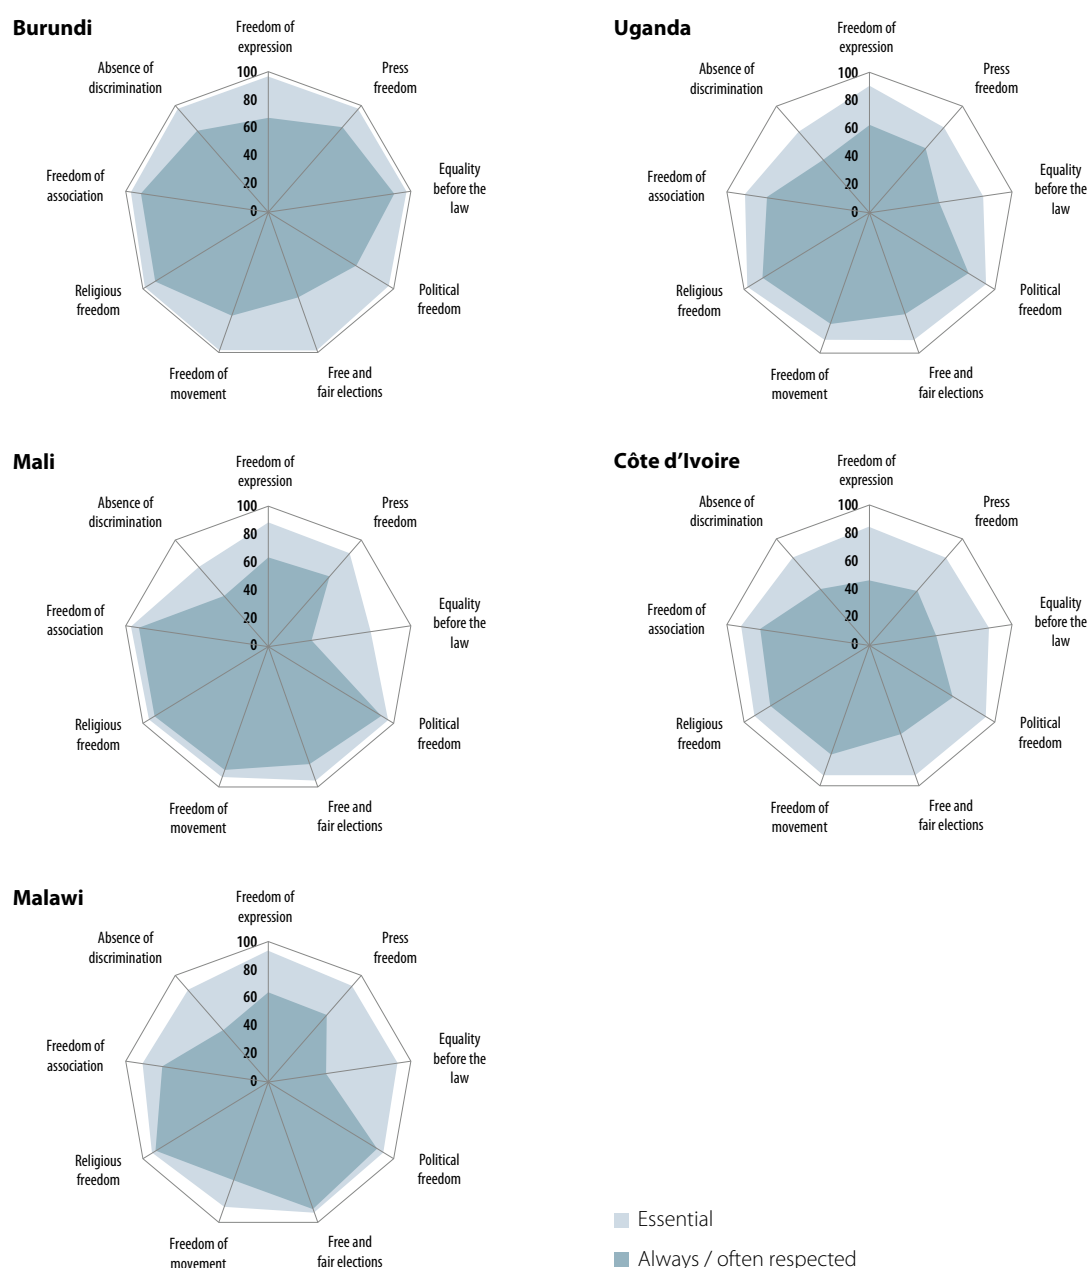 Burundi
Freedom of
expression
Absence of
discrimination
Press
freedom
Freedom of
association
Equality
before the
law
Religious
freedom
Political
freedom
Freedom of
movement
Free and
fair elections
100
80
60
40
20
0
Uganda
Freedom of
expression
Absence of
discrimination
Press
freedom
Freedom of
association
Equality
before the
law
Religious
freedom
Political
freedom
Freedom of
movement
Free and
fair elections
100
80
60
40
20
0
Mali
Freedom of
expression
Absence of
discrimination
Press
freedom
Freedom of
association
Equality
before the
law
Religious
freedom
Political
freedom
Freedom of
movement
Free and
fair elections
100
80
60
40
20
0
Côte d'Ivoire
Freedom of
expression
Absence of
discrimination
Press
freedom
Freedom of
association
Equality
before the
law
Religious
freedom
Political
freedom
Freedom of
movement
Free and
fair elections
100
80
60
40
20
0
Malawi
Freedom of
expression
Absence of
discrimination
Press
freedom
Freedom of
association
Equality
before the
law
Religious
freedom
Political
freedom
Freedom of
movement
Free and
fair elections
100
80
60
40
20
0
Essential
Always / often respected